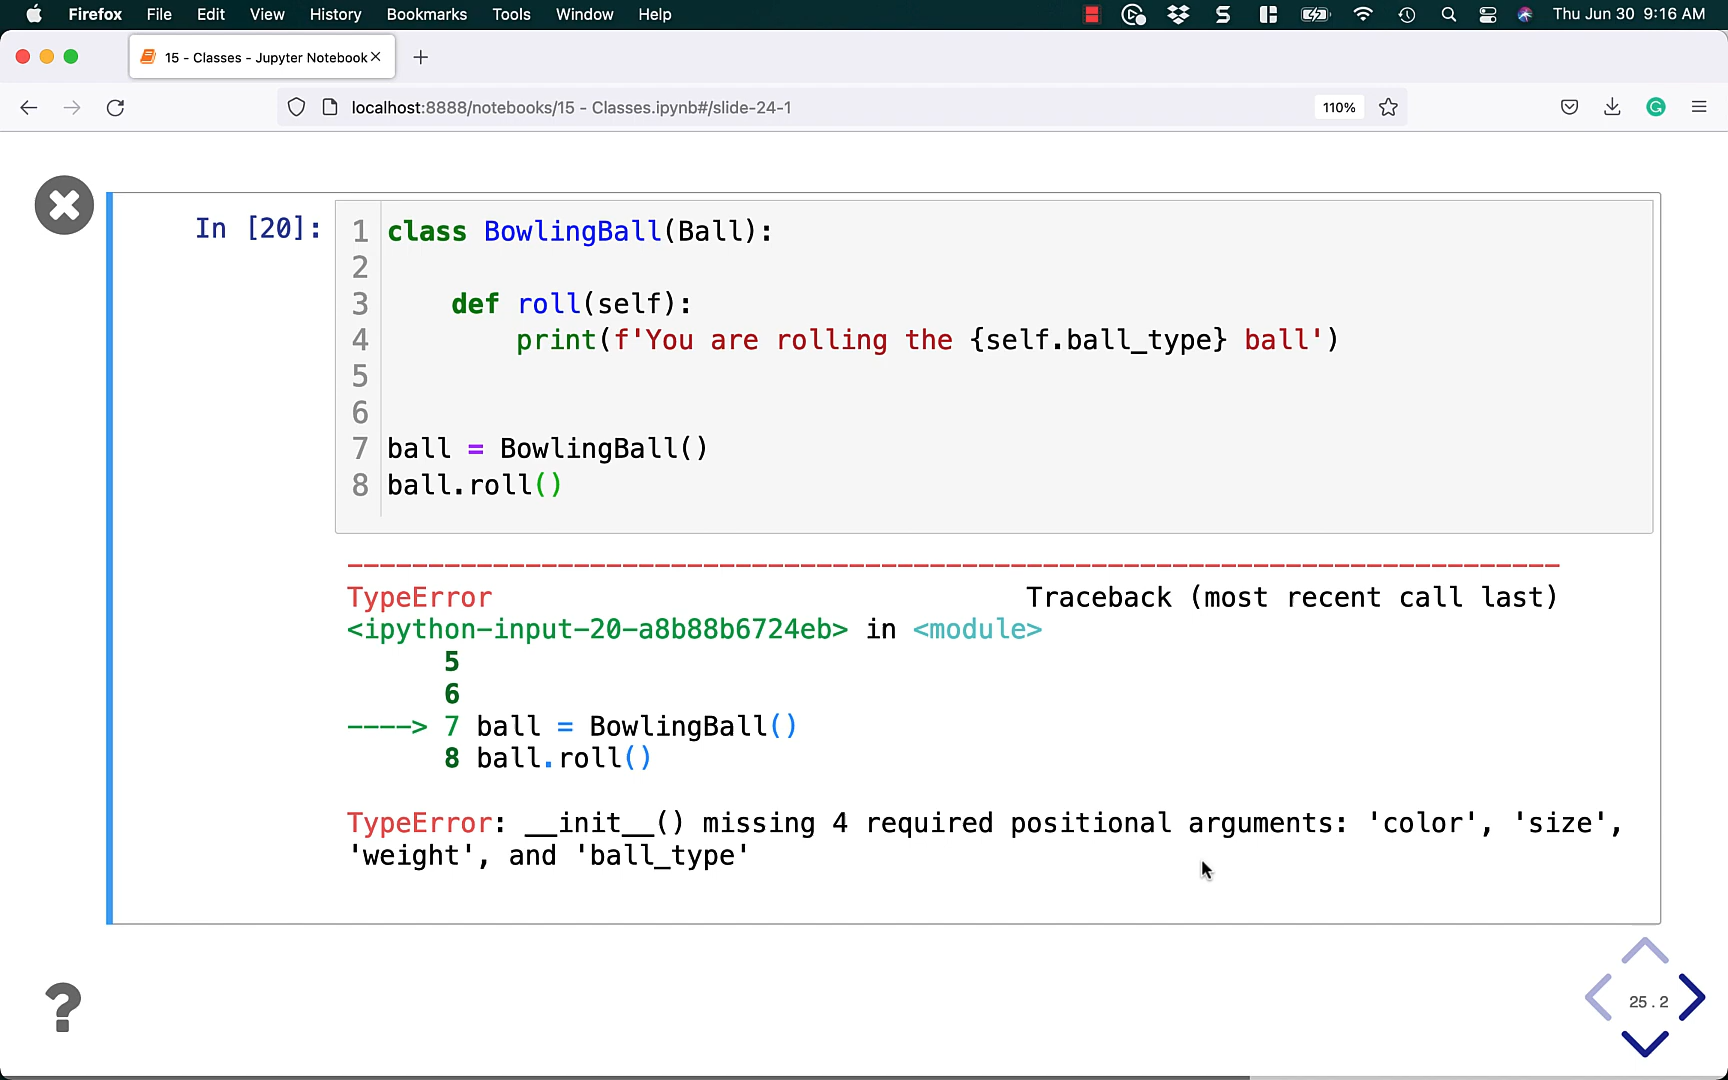 Firefox File Edit View History Bookmarks Tools Window Help Thu Jun 30 9:16 AM
15 - Classes - Jupyter Notebook
localhost:8888/notebooks/15 - Classes.ipynb#/slide-24-1 110%
In [20]: 1 class BowlingBall(Ball):
2
3 def roll(self):
4 print(f'You are rolling the {self.ball_type} ball')
5
6
7 ball = BowlingBall()
8 ball.roll()
---------------------------------------------------------------------------
TypeError Traceback (most recent call last)
<ipython-input-20-a8b88b6724eb> in <module>
5
6
----> 7 ball = BowlingBall()
8 ball.roll()
TypeError: __init__() missing 4 required positional arguments: 'color', 'size',
'weight', and 'ball_type'
25.2